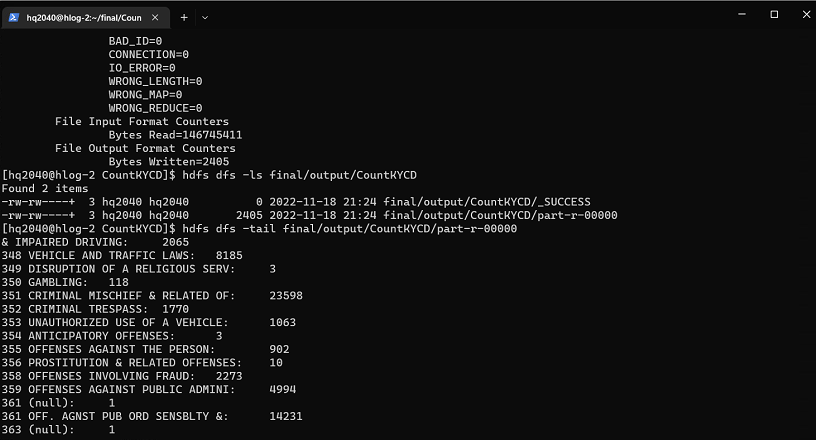 hq2040@hlog-2:~/final/Coun
BAD_ID=0
CONNECTION=0
IO_ERROR=0
WRONG_LENGTH=0
WRONG_MAP=0
WRONG_REDUCE=0
File Input Format Counters
Bytes Read=146745411
File Output Format Counters
Bytes Written=2405
[hq2040@hlog-2 CountKYCD]$ hdfs dfs -ls final/output/CountKYCD
Found 2 items
-rw-rw----+  3 hq2040 hq2040          0 2022-11-18 21:24 final/output/CountKYCD/_SUCCESS
-rw-rw----+  3 hq2040 hq2040       2405 2022-11-18 21:24 final/output/CountKYCD/part-r-00000
[hq2040@hlog-2 CountKYCD]$ hdfs dfs -tail final/output/CountKYCD/part-r-00000
& IMPAIRED DRIVING:     2065
348 VEHICLE AND TRAFFIC LAWS:   8185
349 DISRUPTION OF A RELIGIOUS SERV:     3
350 GAMBLING:   118
351 CRIMINAL MISCHIEF & RELATED OF:     23598
352 CRIMINAL TRESPASS:  1770
353 UNAUTHORIZED USE OF A VEHICLE:      1063
354 ANTICIPATORY OFFENSES:      3
355 OFFENSES AGAINST THE PERSON:        902
356 PROSTITUTION & RELATED OFFENSES:    10
358 OFFENSES INVOLVING FRAUD:   2273
359 OFFENSES AGAINST PUBLIC ADMINI:     4994
361 (null):     1
361 OFF. AGNST PUB ORD SENSBLTY &:      14231
363 (null):     1